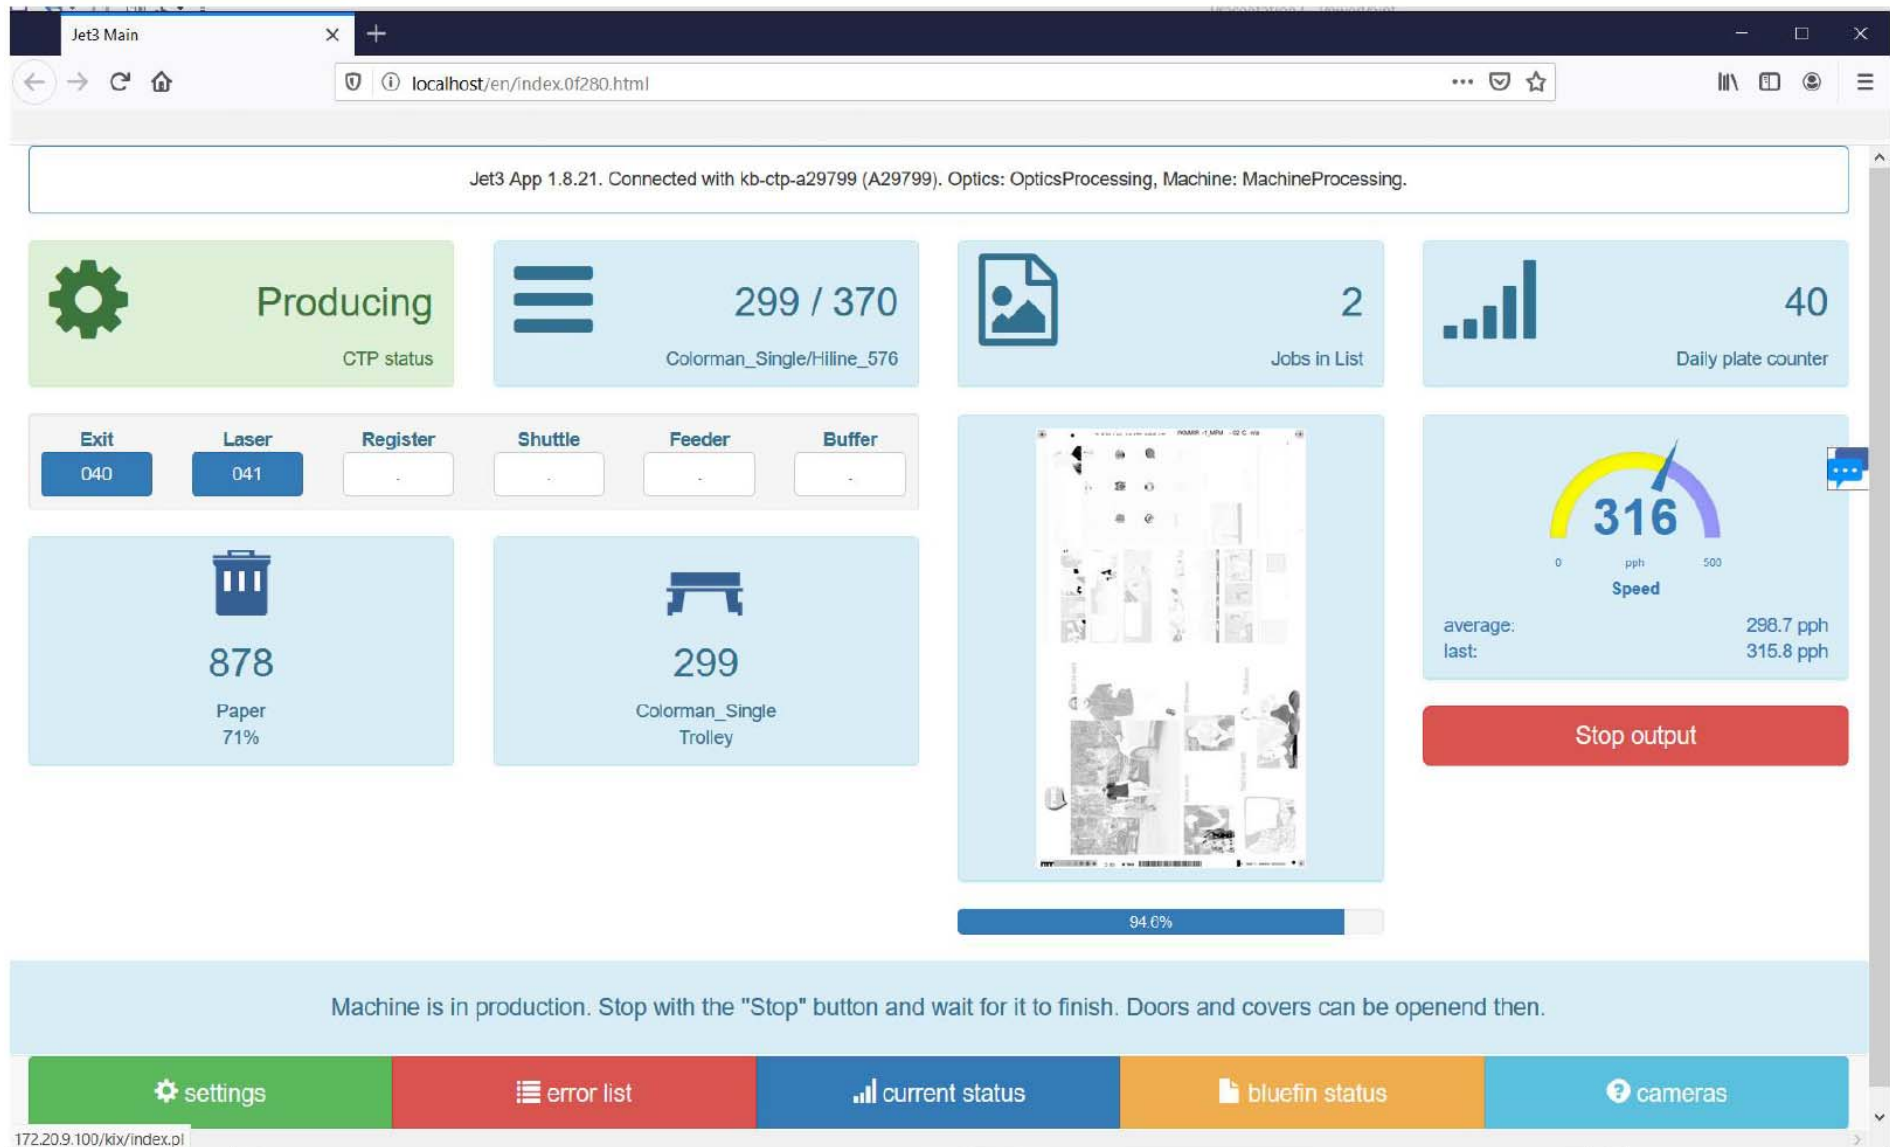 Jet3 Main
localhost/en/index.0f280.html
Jet3 App 1.8.21. Connected with kb-ctp-a29799 (A29799). Optics: OpticsProcessing, Machine: MachineProcessing.
Producing
CTP status
299 / 370
Colorman_Single/Hiline_576
2
Jobs in List
40
Daily plate counter
Exit Laser Register Shuttle Feeder Buffer
040 041 - - - -
316
0 pph 500
Speed
average: 298.7 pph
last: 315.8 pph
878
Paper
71%
299
Colorman_Single
Trolley
Stop output
94.6%
Machine is in production. Stop with the "Stop" button and wait for it to finish. Doors and covers can be openend then.
settings error list current status bluefin status cameras
172.20.9.100/kix/index.pl